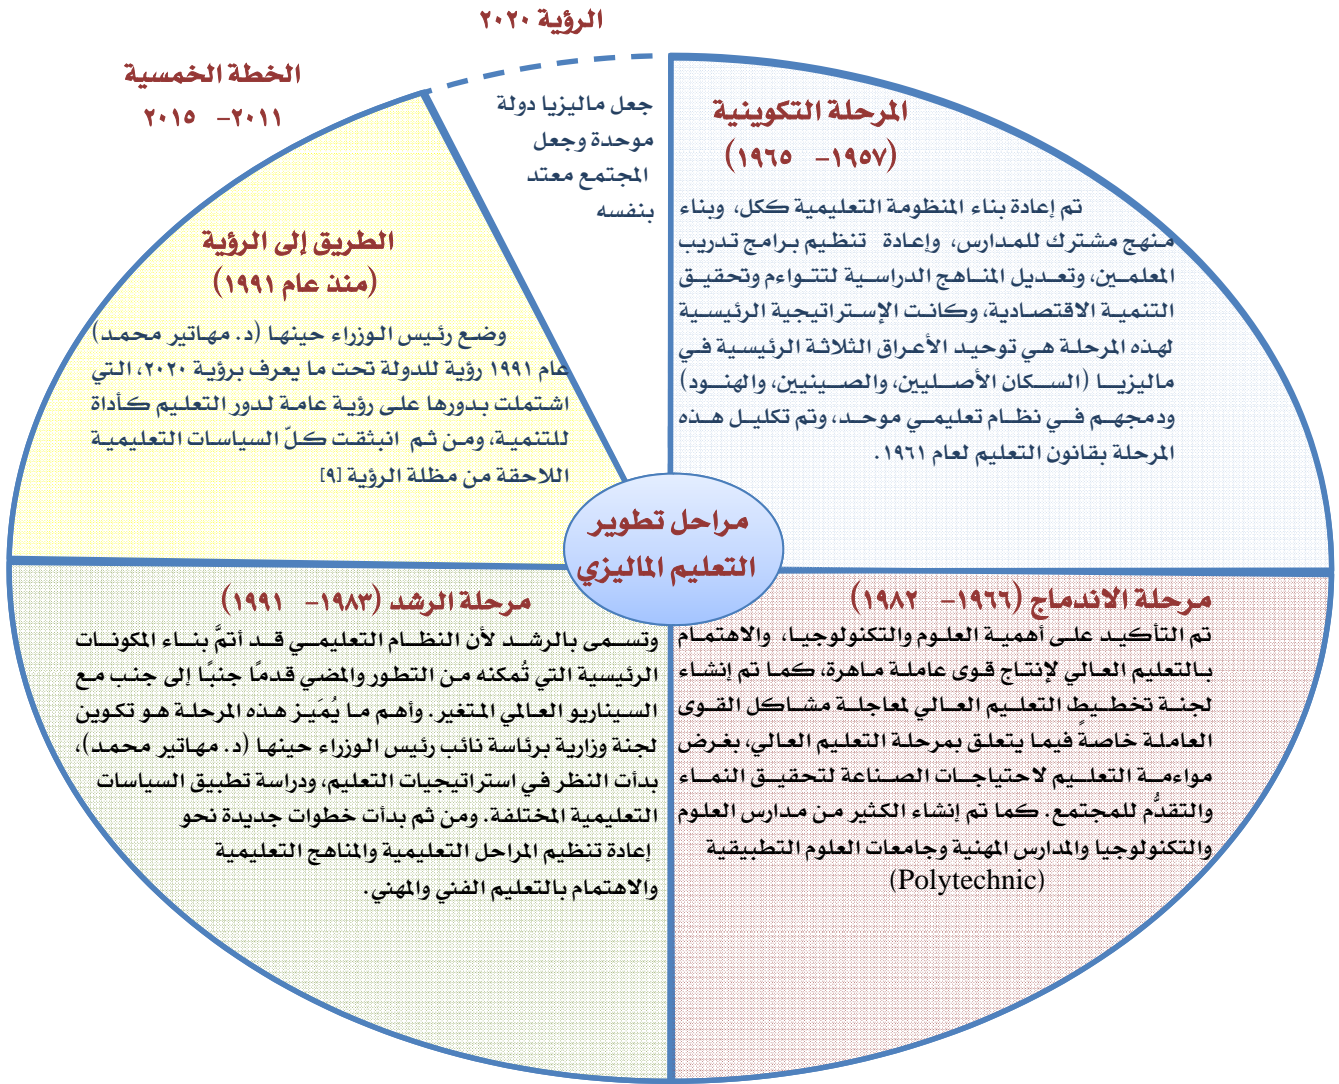 الرؤية ٢٠٢٠
جعل ماليزيا دولة
موحدة وجعل
المجتمع معتد
بنفسه
الخطة الخمسية
٢٠١١- ٢٠١٥
المرحلة التكوينية
(١٩٥٧- ١٩٦٥)
تم إعادة بناء المنظومة التعليمية ككل، وبناء
منهج مشترك للمدارس، وإعادة تنظيم برامج تدريب
المعلمين، وتعديل المناهج الدراسية لتتواءم وتحقيق
التنمية الاقتصادية، وكانت الإستراتيجية الرئيسية
لهذه المرحلة هي توحيد الأعراق الثلاثة الرئيسية في
ماليزيا (السكان الأصليين، والصينيين، والهنود)
ودمجهم في نظام تعليمي موحد، وتم تكليل هذه
المرحلة بقانون التعليم لعام ١٩٦١.
الطريق إلى الرؤية
(منذ عام ١٩٩١)
وضع رئيس الوزراء حينها (د. مهاتير محمد)
عام ١٩٩١ رؤية للدولة تحت ما يعرف برؤية ٢٠٢٠، التي
اشتملت بدورها على رؤية عامة لدور التعليم كأداة
للتنمية، ومن ثم انبثقت كلّ السياسات التعليمية
اللاحقة من مظلة الرؤية [٩]
مراحل تطوير
التعليم الماليزي
مرحلة الاندماج (١٩٦٦- ١٩٨٢)
تم التأكيد على أهمية العلوم والتكنولوجيا، والاهتمام
بالتعليم العالي لإنتاج قوى عاملة ماهرة، كما تم إنشاء
لجنة تخطيط التعليم العالي لمعاجلة مشاكل القوى
العاملة خاصةً فيما يتعلق بمرحلة التعليم العالي، بغرض
مواءمة التعليم لاحتياجات الصناعة لتحقيق النماء
والتقدُّم للمجتمع. كما تم إنشاء الكثير من مدارس العلوم
والتكنولوجيا والمدارس المهنية وجامعات العلوم التطبيقية
(Polytechnic)
مرحلة الرشد (١٩٨٣- ١٩٩١)
وتسمى بالرشد لأن النظام التعليمي قد أتمَّ بناء المكونات
الرئيسية التي تُمكنه من التطور والمضي قدمًا جنبًا إلى جنب مع
السيناريو العالمي المتغير. وأهم ما يُمَيز هذه المرحلة هو تكوين
لجنة وزارية برئاسة نائب رئيس الوزراء حينها (د. مهاتير محمد)،
بدأت النظر في استراتيجيات التعليم، ودراسة تطبيق السياسات
التعليمية المختلفة. ومن ثم بدأت خطوات جديدة نحو
إعادة تنظيم المراحل التعليمية والمناهج التعليمية
والاهتمام بالتعليم الفني والمهني.